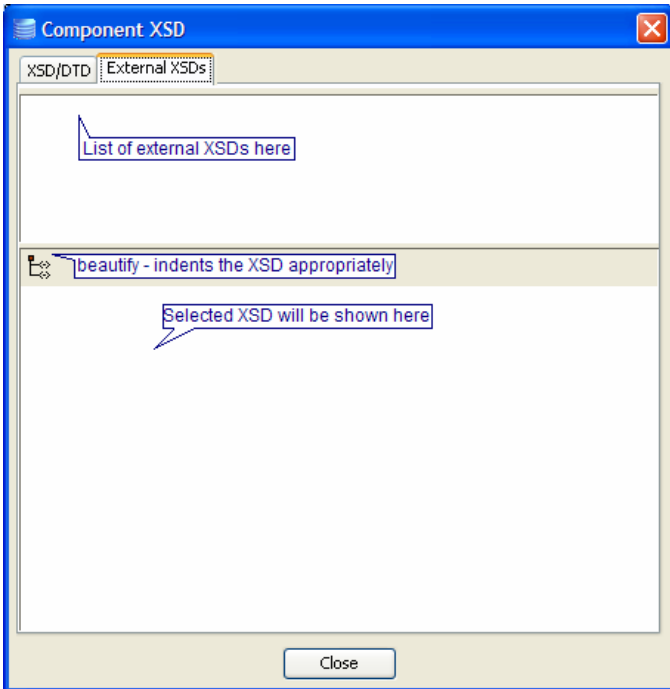 Component XSD
XSD/DTD External XSDs
List of external XSDs here
beautify - indents the XSD appropriately
Selected XSD will be shown here
Close